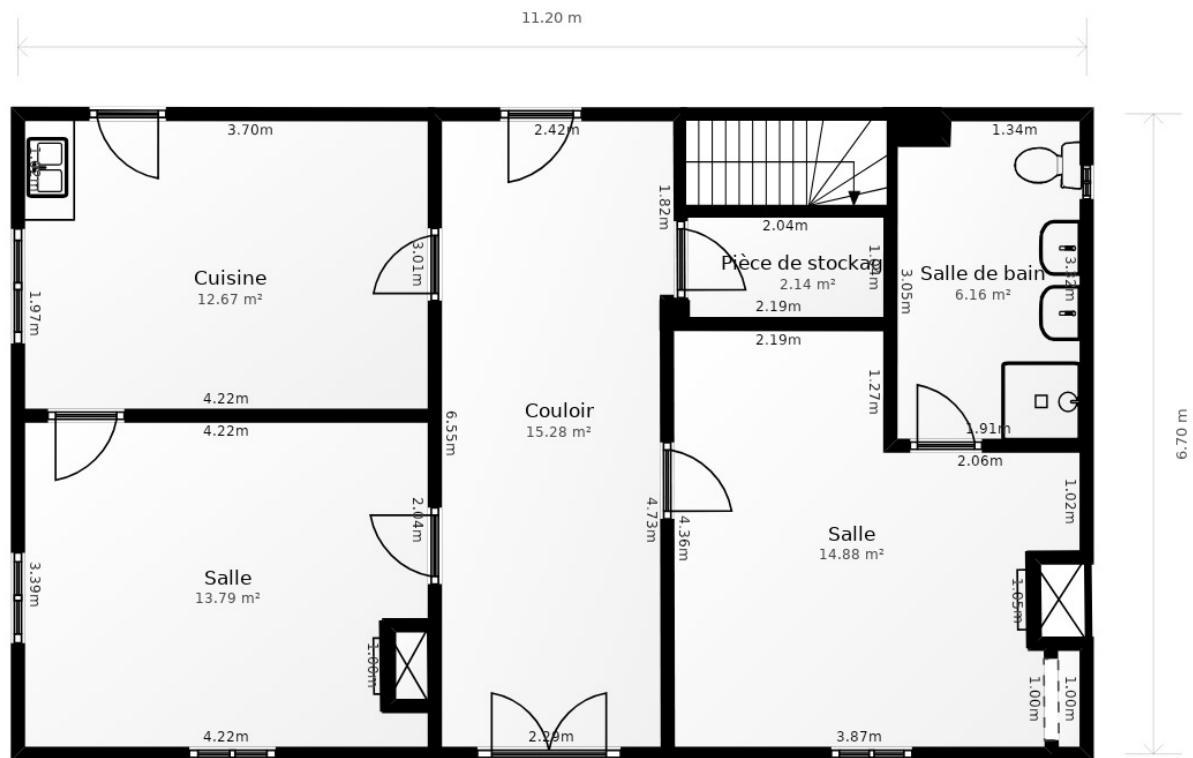 11.20 m
3.70m
2.42m
1.34m
1.82m
2.04m
3.01m
Pièce de stockag
2.14 m²
2.19m
Cuisine
12.67 m²
1.97m
3.05m
Salle de bain
6.16 m²
2.19m
1.27m
4.22m
4.22m
Couloir
15.28 m²
6.55m
1.91m
2.06m
6.70 m
2.04m
4.73m
4.36m
Salle
14.88 m²
1.02m
Salle
13.79 m²
3.39m
1.05m
1.00m
1.00m
1.00m
4.22m
2.29m
3.87m